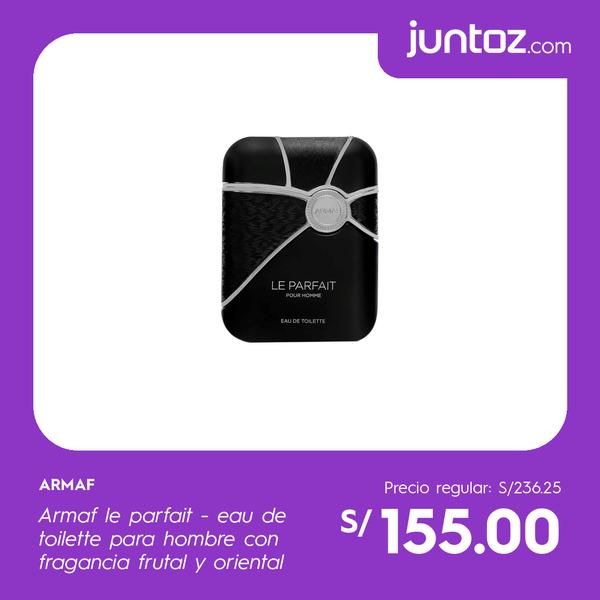 juntoz.com
ARMAF
LE PARFAIT
POUR HOMME
EAU DE TOILETTE
ARMAF
Armaf le parfait - eau de
toilette para hombre con
fragancia frutal y oriental
Precio regular: S/236.25
S/ 155.00